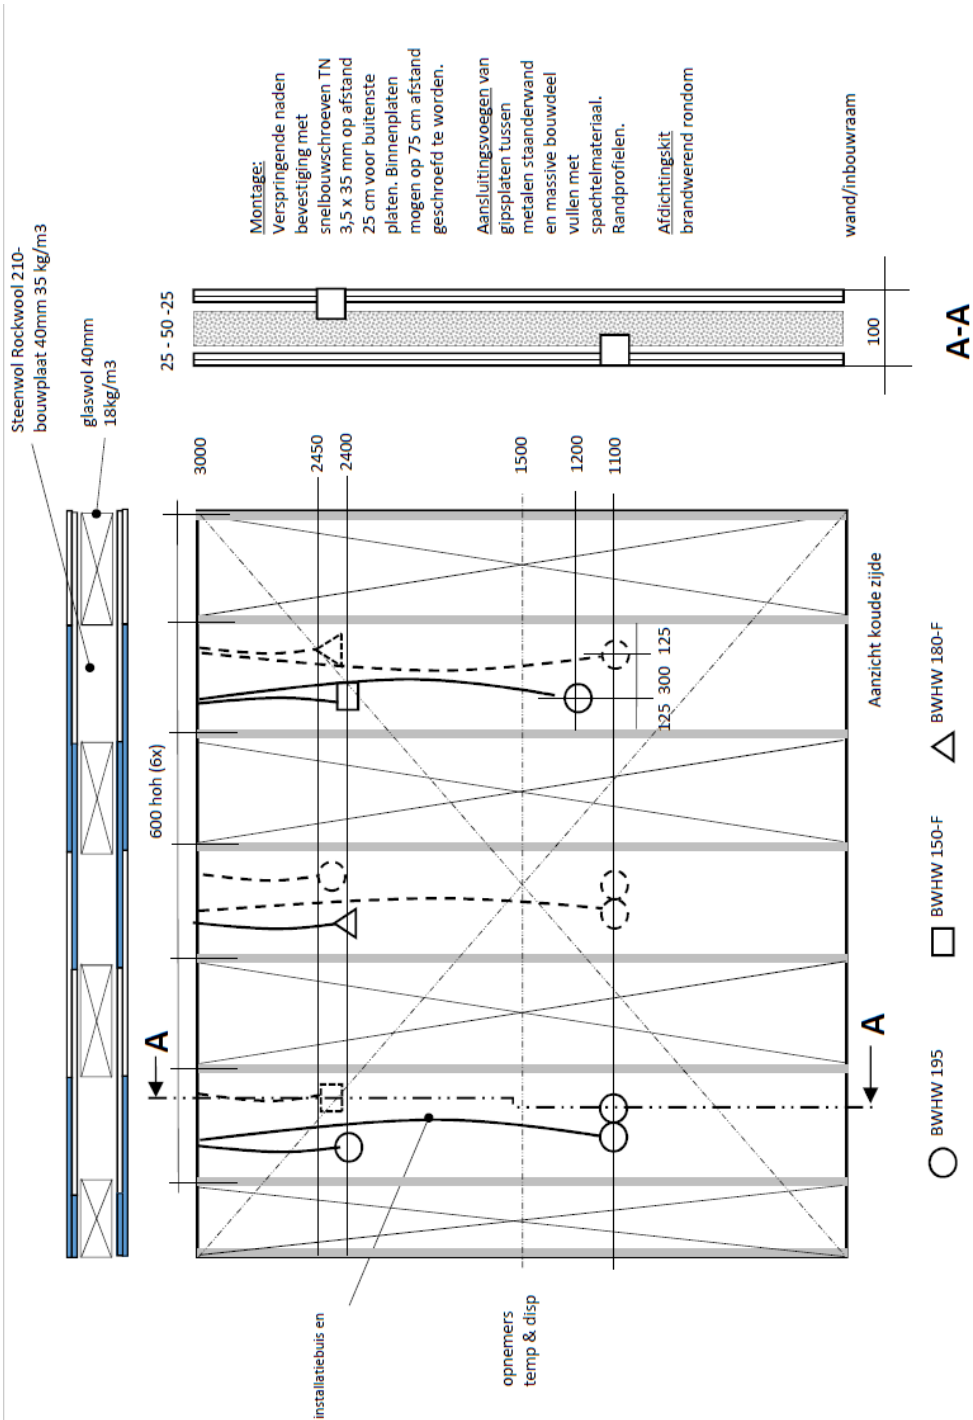 Steenwol Rockwool 210-
bouwplaat 40mm 35 kg/m3
glaswol 40mm
18kg/m3
600 hoh (6x)
A
A
3000
2450
2400
1500
1200
1100
125 300 125
installatiebuis en
opnemers
temp & disp
Aanzicht koude zijde
BWHW 195
BWHW 150-F
BWHW 180-F
25 - 50 -25
100
A-A
Montage:
Verspringende naden
bevestiging met
snelbouwschroeven TN
3,5 x 35 mm op afstand
25 cm voor buitenste
platen. Binnenplaten
mogen op 75 cm afstand
geschroefd te worden.
Aansluitingsvoegen van
gipsplaten tussen
metalen staanderwand
en massive bouwdeel
vullen met
spachtelmateriaal.
Randprofielen.
Afdichtingskit
brandwerend rondom
wand/inbouwraam